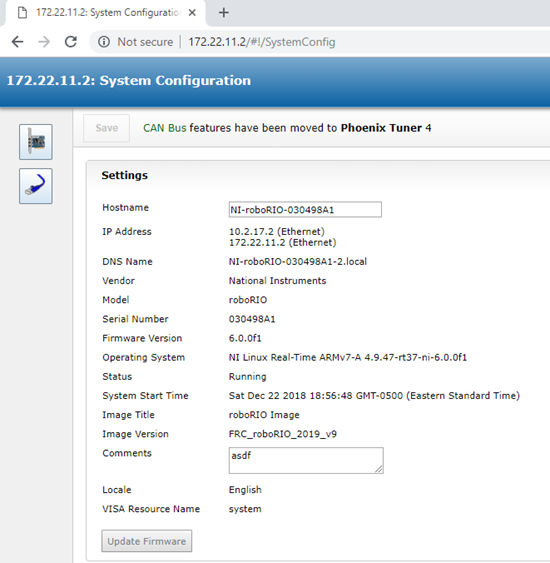 172.22.11.2: System Configuration
Not secure | 172.22.11.2/#!/SystemConfig
172.22.11.2: System Configuration
Save CAN Bus features have been moved to Phoenix Tuner 4
Settings
Hostname NI-roboRIO-030498A1
IP Address 10.2.17.2 (Ethernet)
172.22.11.2 (Ethernet)
DNS Name NI-roboRIO-030498A1-2.local
Vendor National Instruments
Model roboRIO
Serial Number 030498A1
Firmware Version 6.0.0f1
Operating System NI Linux Real-Time ARMv7-A 4.9.47-rt37-ni-6.0.0f1
Status Running
System Start Time Sat Dec 22 2018 18:56:48 GMT-0500 (Eastern Standard Time)
Image Title roboRIO Image
Image Version FRC_roboRIO_2019_v9
Comments asdf
Locale English
VISA Resource Name system
Update Firmware